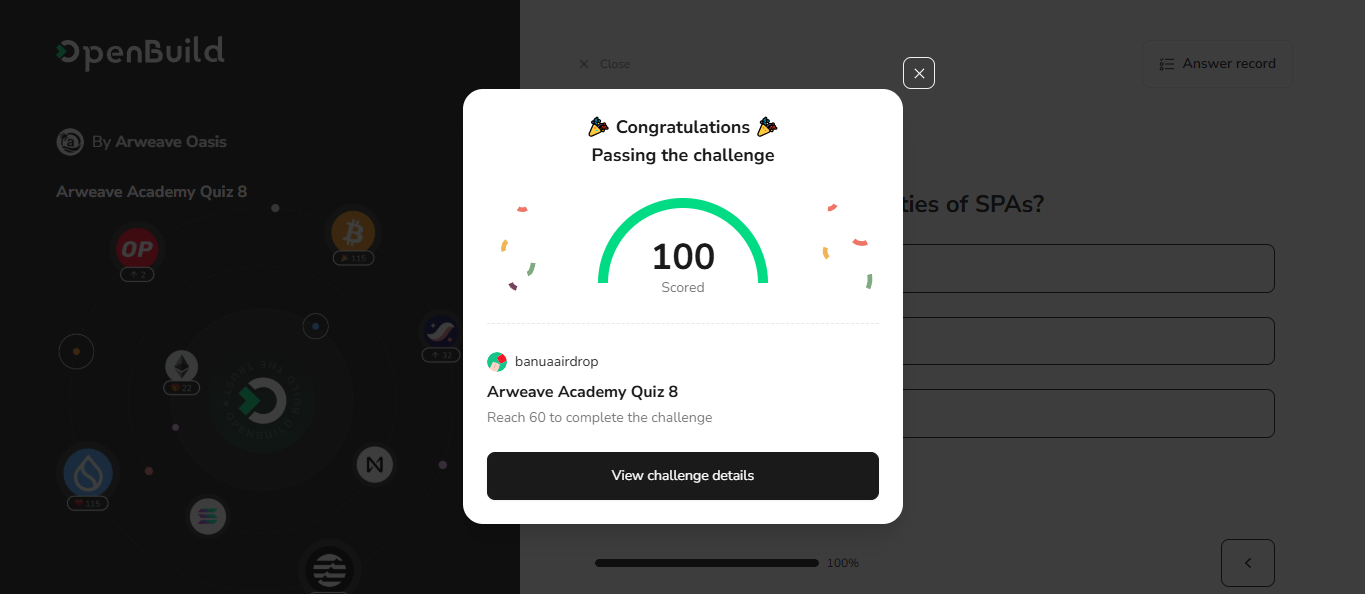 OpenBuild
By Arweave Oasis
Arweave Academy Quiz 8
OP
2
115
32
22
115
Close
Answer record
ties of SPAs?
100%
🎉 Congratulations 🎉
Passing the challenge
100
Scored
banuaairdrop
Arweave Academy Quiz 8
Reach 60 to complete the challenge
View challenge details